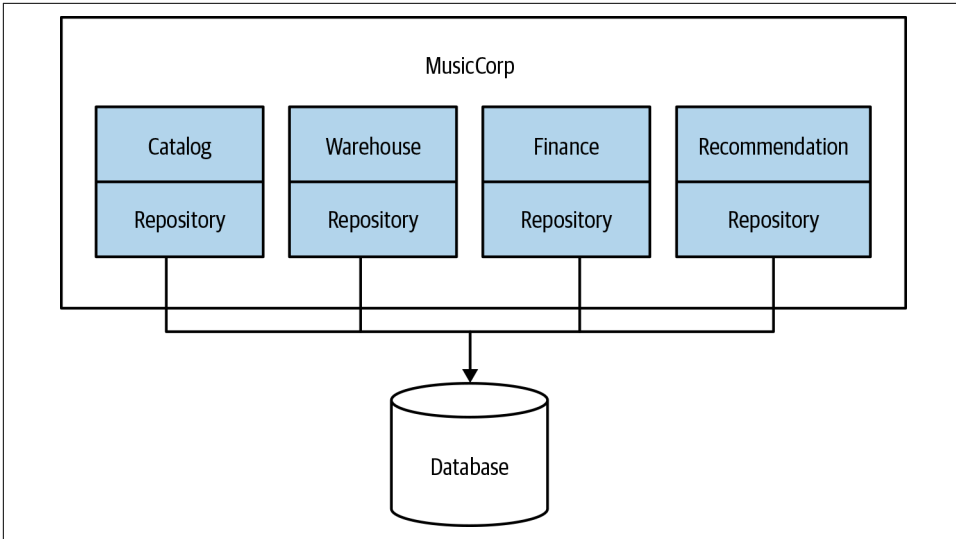 MusicCorp
Catalog
Repository
Warehouse
Repository
Finance
Repository
Recommendation
Repository
Database